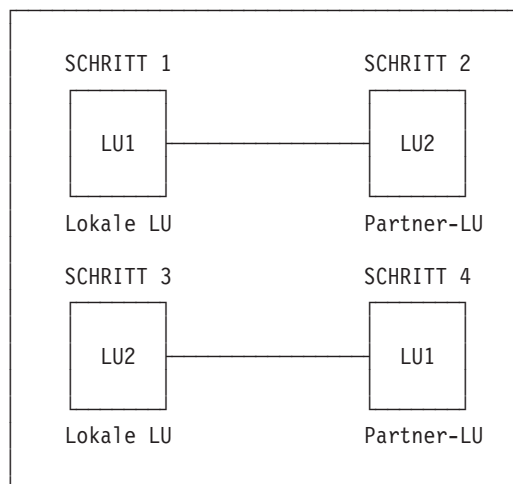 SCHRITT 1 SCHRITT 2
LU1 LU2
Lokale LU Partner-LU
SCHRITT 3 SCHRITT 4
LU2 LU1
Lokale LU Partner-LU